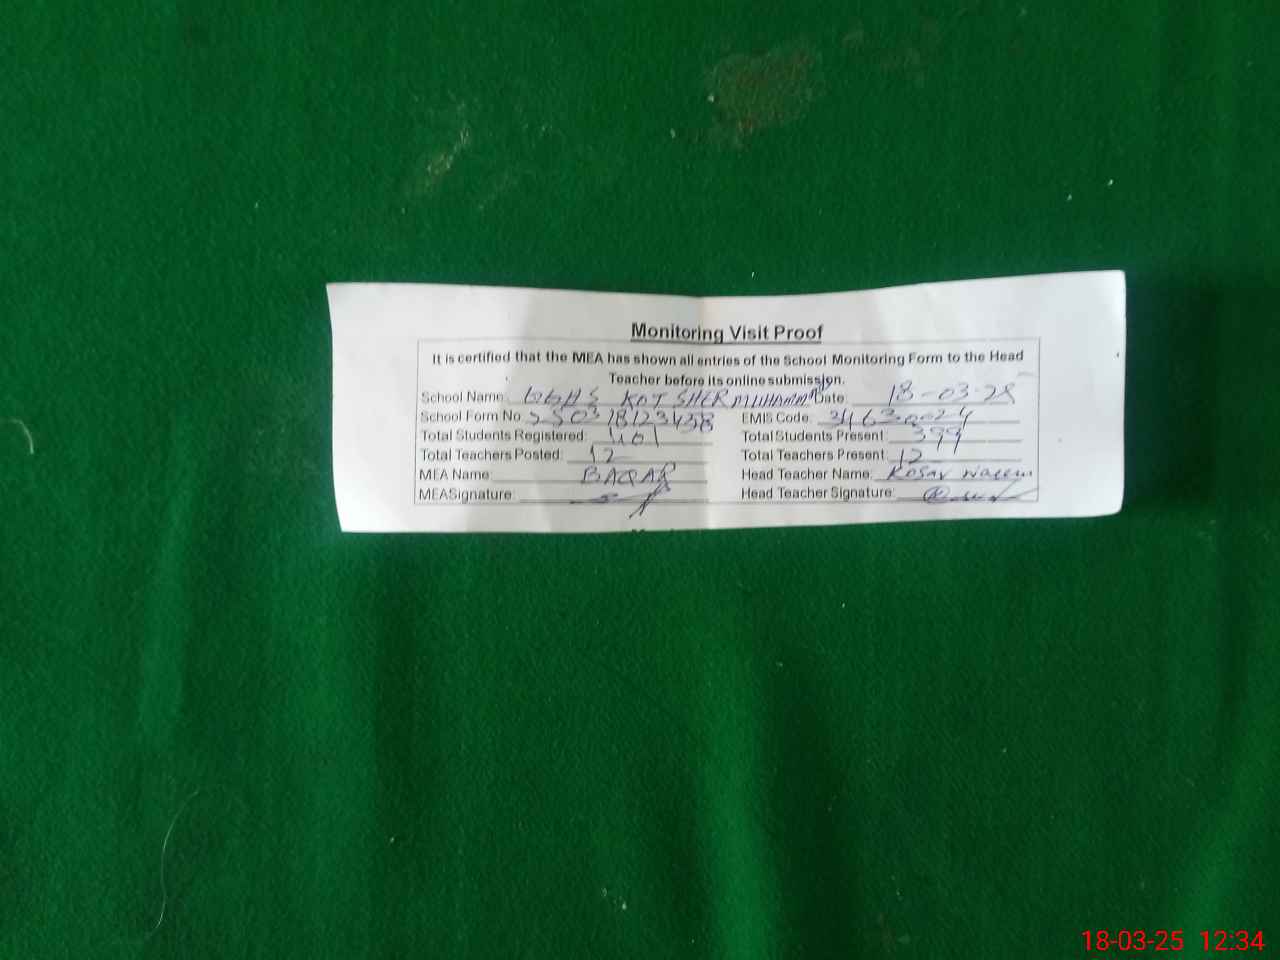 Monitoring Visit Proof
It is certified that the MEA has shown all entries of the School Monitoring Form to the Head
Teacher before its online submission.
School Name: GGHS KOT SHER MUHAMMAD Date: 18-03-25
School Form No. EMIS Code:
Total Students Registered: 401 Total Students Present: 399
Total Teachers Posted: 12 Total Teachers Present: 12
MEA Name: BAQAR Head Teacher Name: Kosar
MEASignature: Head Teacher Signature:
18-03-25 12:34